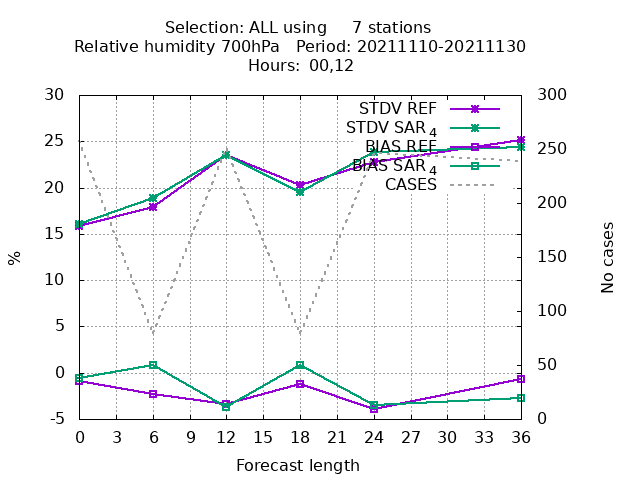 Selection: ALL using     7 stations
Relative humidity 700hPa   Period: 20211110-20211130
Hours: 00,12
30
25
20
15
10
5
0
-5
%
300
250
200
150
100
50
0
No cases
STDV REF
STDV SAR 4
BIAS REF
BIAS SAR 4
CASES
0 3 6 9 12 15 18 21 24 27 30 33 36
Forecast length